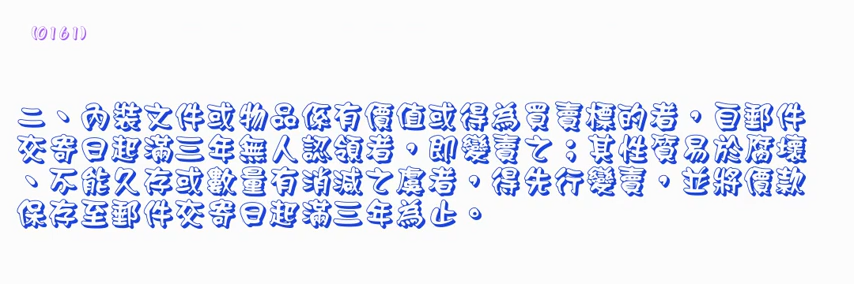 (0161)
二、內裝文件或物品係有價值或得為買賣標的者，自郵件
交寄日起滿三年無人認領者，即變賣之；其性質易於腐壞
、不能久存或數量有消減之虞者，得先行變賣，並將價款
保存至郵件交寄日起滿三年為止。